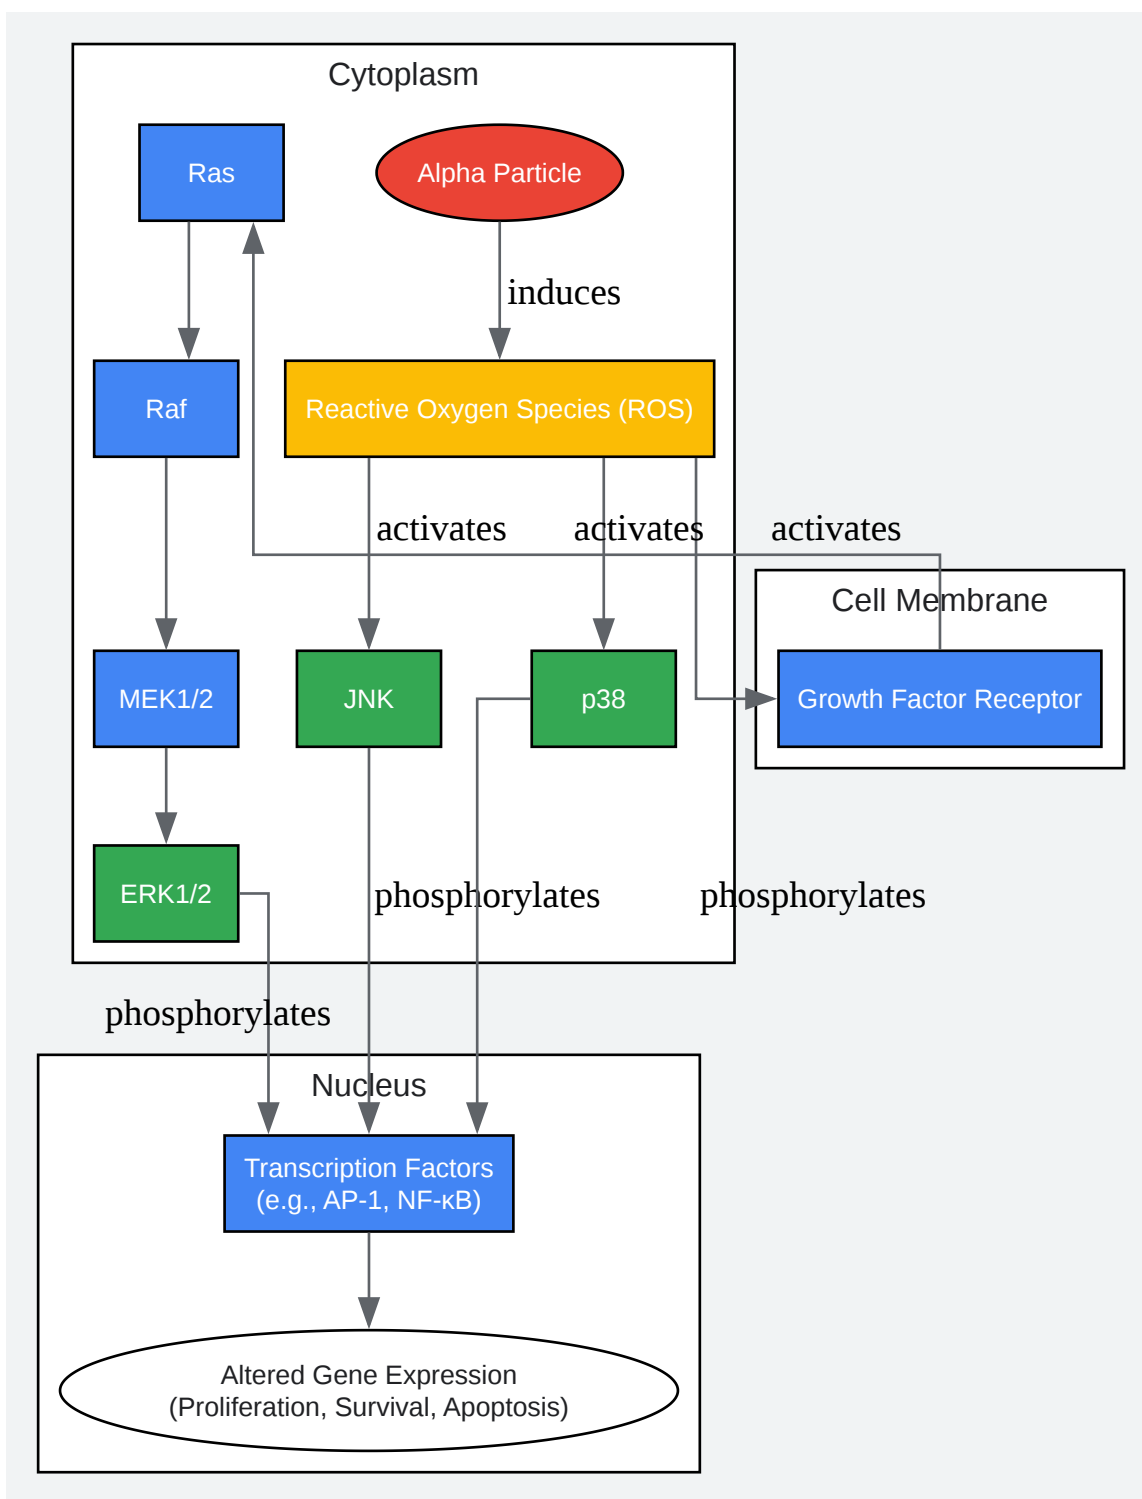 Cytoplasm
Ras
Alpha Particle
induces
Raf
Reactive Oxygen Species (ROS)
activates
activates
activates
Cell Membrane
MEK1/2
JNK
p38
Growth Factor Receptor
ERK1/2
phosphorylates
phosphorylates
phosphorylates
Nucleus
Transcription Factors
(e.g., AP-1, NF-κB)
Altered Gene Expression
(Proliferation, Survival, Apoptosis)